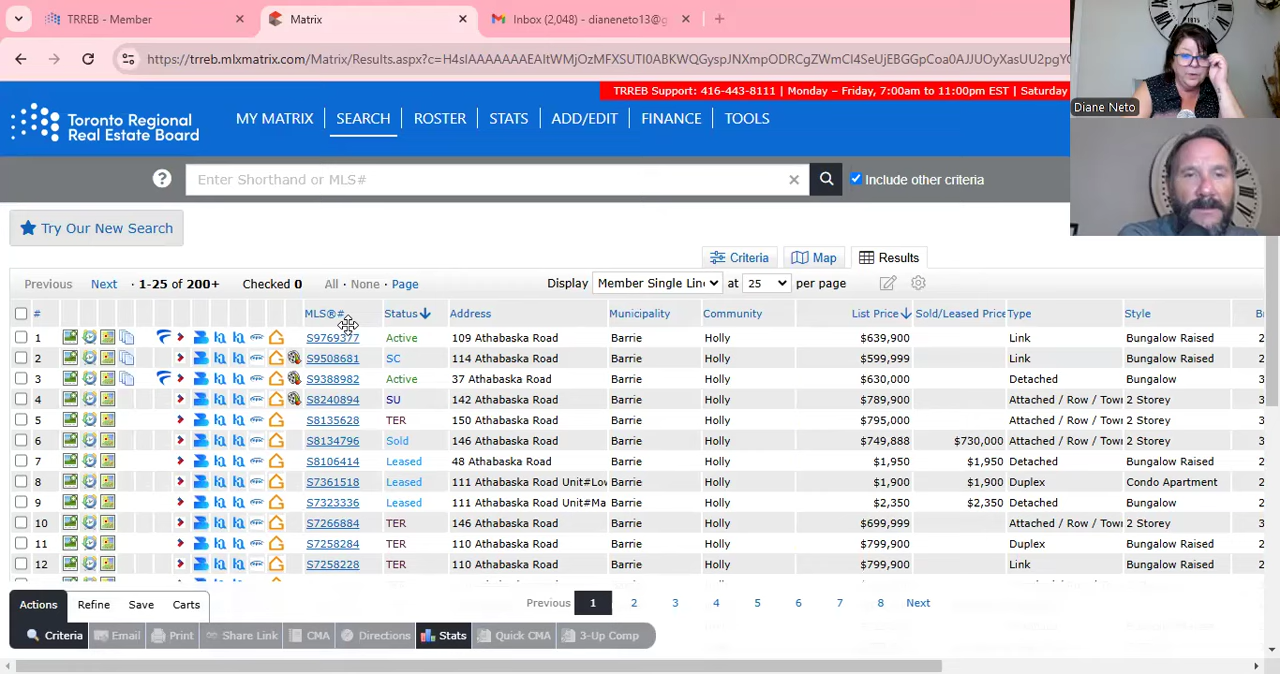 TRREB - Member
Matrix
Inbox (2,048) - dianeneto13@g
https://trreb.mlxmatrix.com/Matrix/Results.aspx?c=H4sIAAAAAAAEAItWMjOzMFXSUTI0ABKWQGyspJNXmpODRCgZWmCI4SeUjEBGGpCoa0AJJUOyXasUU2pgYC
TRREB Support: 416-443-8111 | Monday – Friday, 7:00am to 11:00pm EST | Saturday
Diane Neto
Toronto Regional
Real Estate Board
MY MATRIX SEARCH ROSTER STATS ADD/EDIT FINANCE TOOLS
Enter Shorthand or MLS#
Include other criteria
Try Our New Search
Criteria Map Results
Previous Next · 1-25 of 200+ Checked 0 All · None · Page Display Member Single Lin at 25 per page
# MLS®# Status Address Municipality Community List Price Sold/Leased Price Type Style B
1 S9769377 Active 109 Athabaska Road Barrie Holly $639,900 Link Bungalow Raised 2
2 S9508681 SC 114 Athabaska Road Barrie Holly $599,999 Link Bungalow Raised 2
3 S9388982 Active 37 Athabaska Road Barrie Holly $630,000 Detached Bungalow 3
4 S8240894 SU 142 Athabaska Road Barrie Holly $789,900 Attached / Row / Town 2 Storey 3
5 S8135628 TER 150 Athabaska Road Barrie Holly $795,000 Attached / Row / Town 2 Storey 3
6 S8134796 Sold 146 Athabaska Road Barrie Holly $749,888 $730,000 Attached / Row / Town 2 Storey 3
7 S8106414 Leased 48 Athabaska Road Barrie Holly $1,950 $1,950 Detached Bungalow Raised 2
8 S7361518 Leased 111 Athabaska Road Unit#Low Barrie Holly $1,900 $1,900 Duplex Condo Apartment 2
9 S7323336 Leased 111 Athabaska Road Unit#Ma Barrie Holly $2,350 $2,350 Detached Bungalow 3
10 S7266884 TER 146 Athabaska Road Barrie Holly $699,999 Attached / Row / Town 2 Storey 3
11 S7258284 TER 110 Athabaska Road Barrie Holly $799,900 Duplex Bungalow Raised 2
12 S7258228 TER 110 Athabaska Road Barrie Holly $799,900 Link Bungalow Raised 2
Actions Refine Save Carts
Previous 1 2 3 4 5 6 7 8 Next
Criteria Email Print Share Link CMA Directions Stats Quick CMA 3-Up Comp